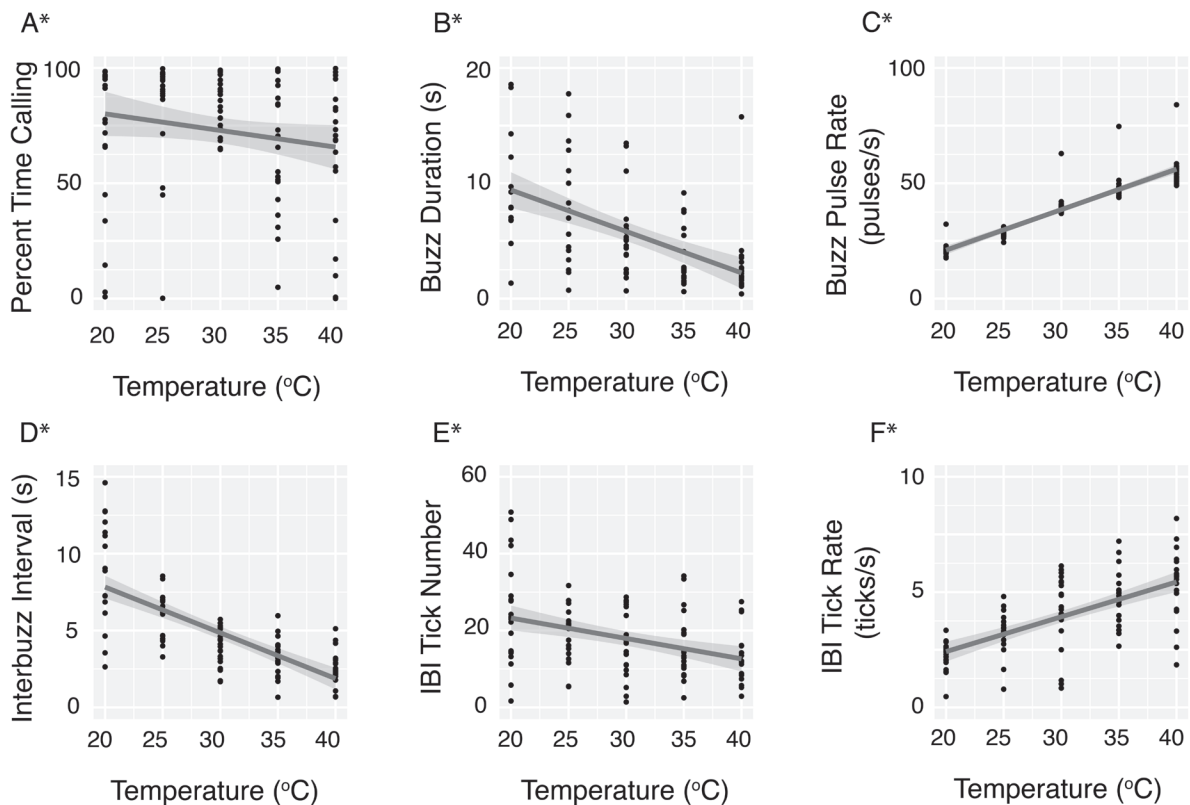 A*
B*
C*
Percent Time Calling
100
50
0
20 25 30 35 40
Temperature (°C)
Buzz Duration (s)
20
10
0
20 25 30 35 40
Temperature (°C)
Buzz Pulse Rate
(pulses/s)
100
50
0
20 25 30 35 40
Temperature (°C)
D*
E*
F*
Interbuzz Interval (s)
15
10
5
0
20 25 30 35 40
Temperature (°C)
IBI Tick Number
60
40
20
0
20 25 30 35 40
Temperature (°C)
IBI Tick Rate
(ticks/s)
10
5
0
20 25 30 35 40
Temperature (°C)